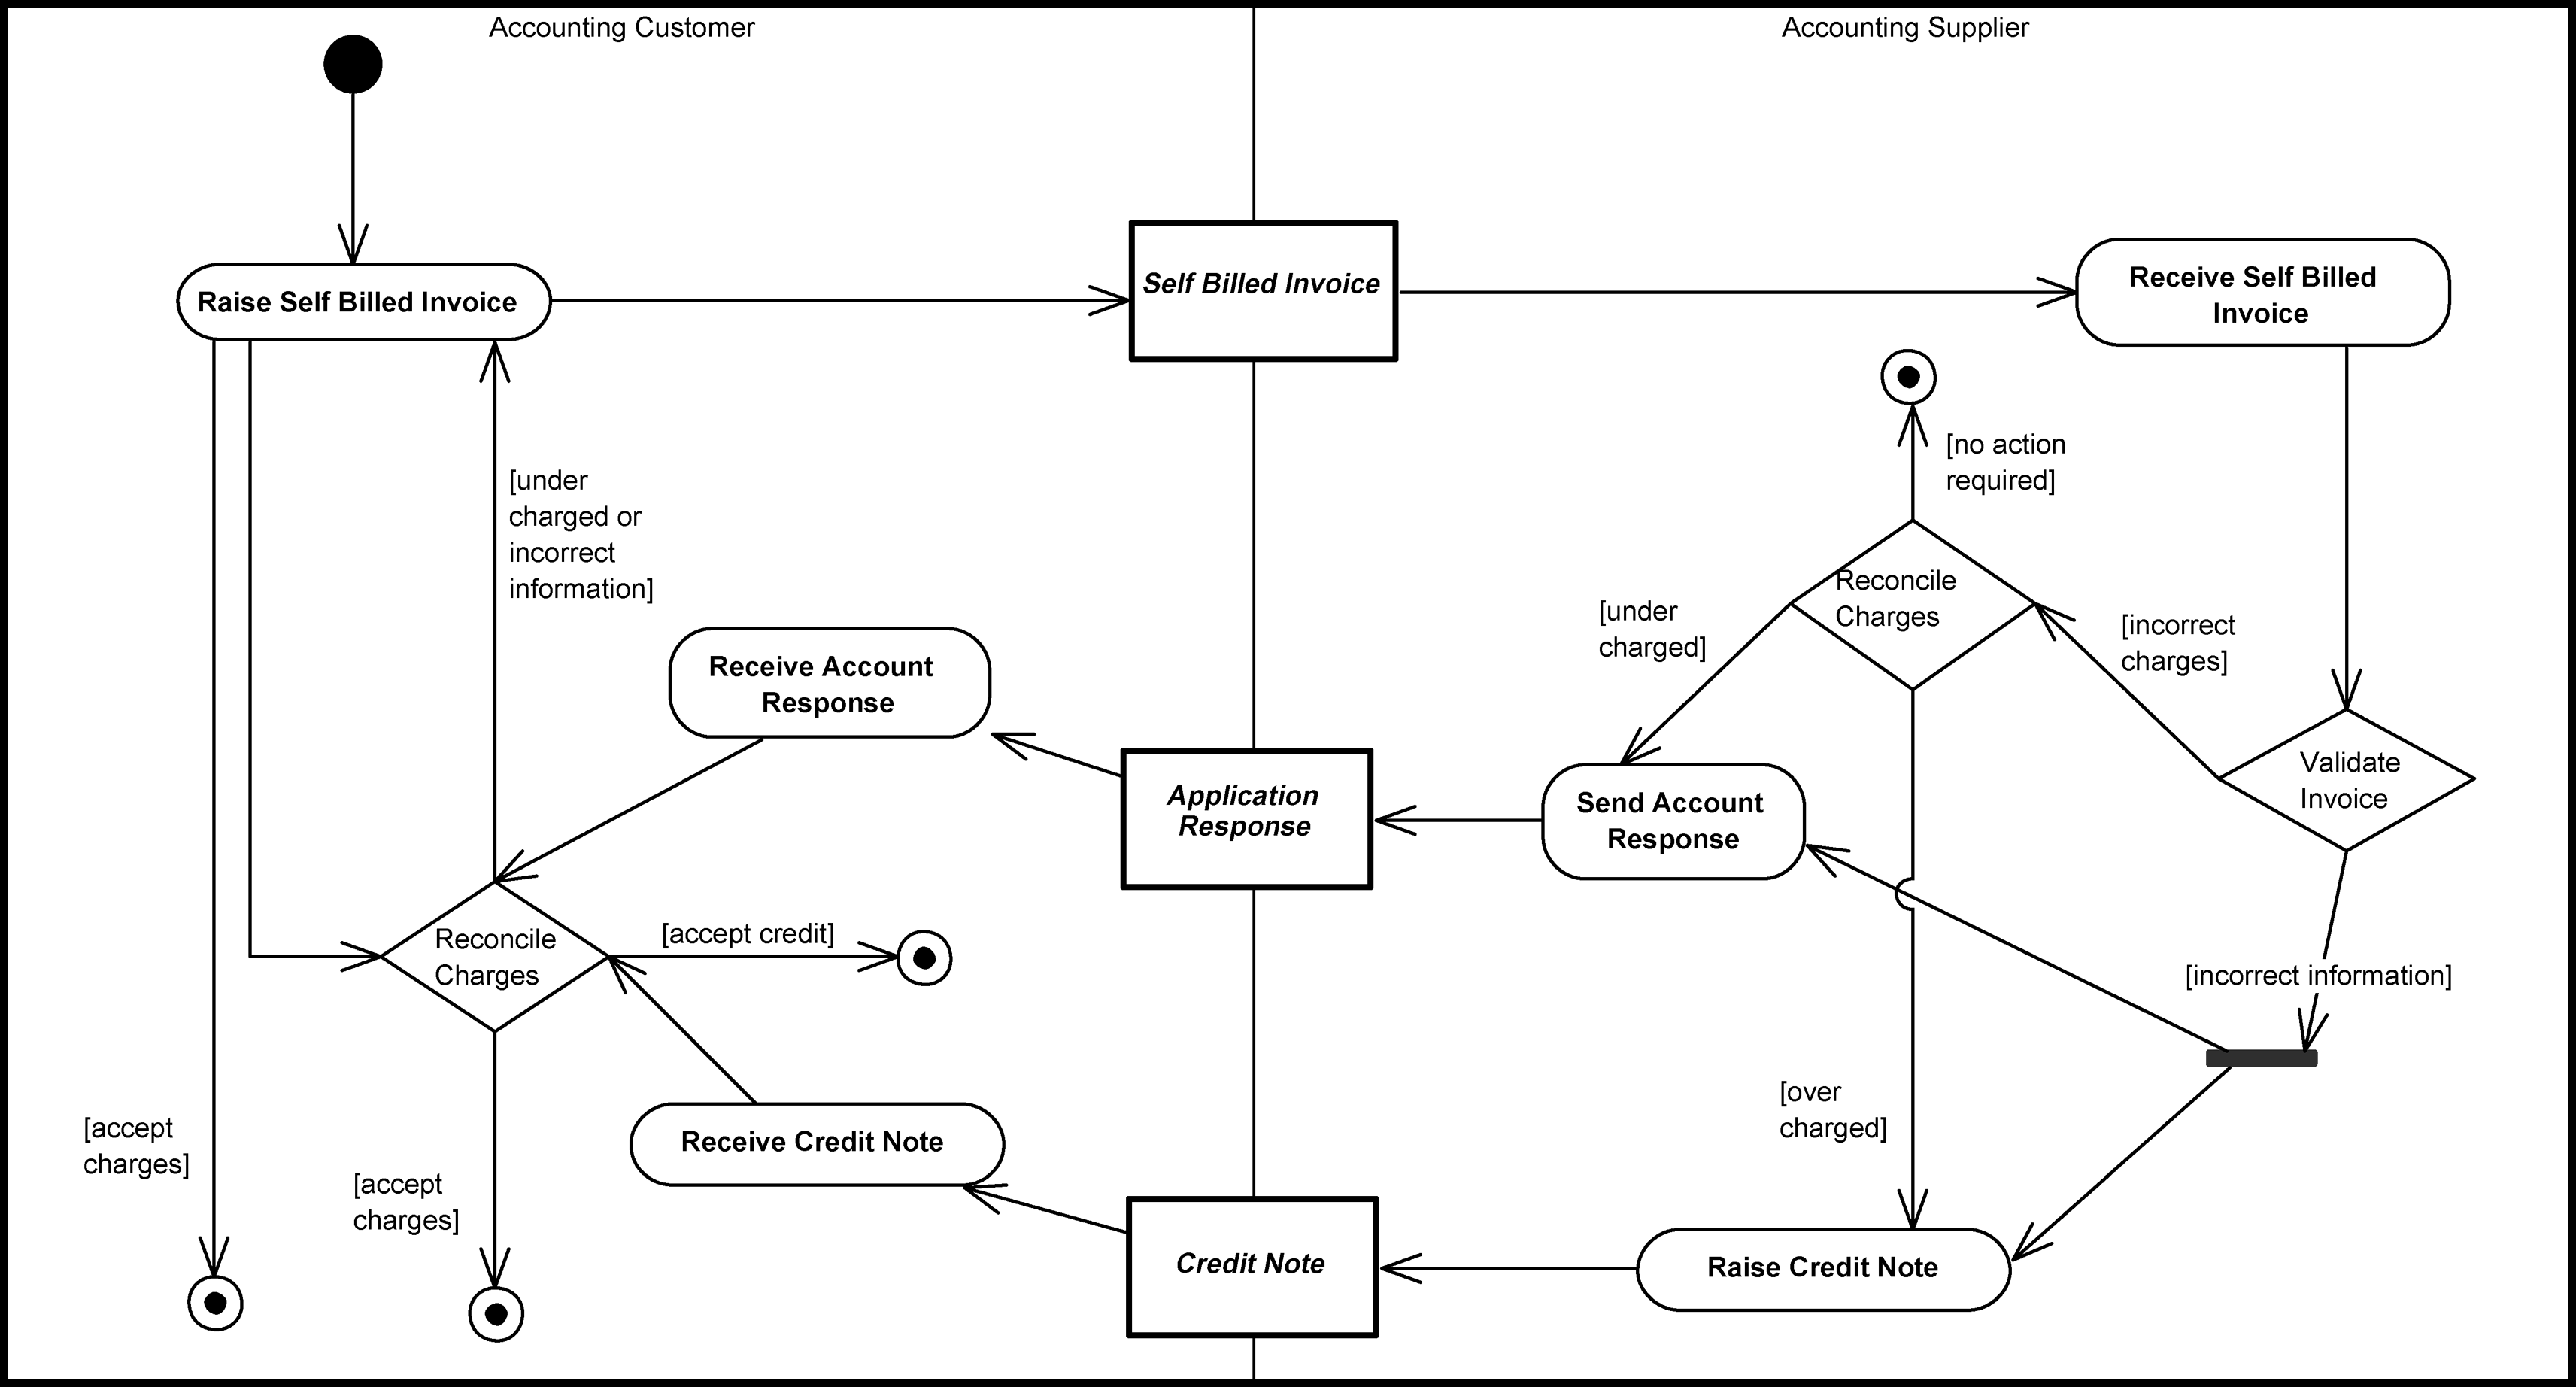 Accounting Customer
Accounting Supplier
Raise Self Billed Invoice
Self Billed Invoice
Receive Self Billed
Invoice
[no action
required]
[under
charged or
incorrect
information]
Reconcile
Charges
[under
charged]
[incorrect
charges]
Receive Account
Response
Validate
Invoice
Application
Response
Send Account
Response
Reconcile
Charges
[accept credit]
[incorrect information]
[over
charged]
[accept
charges]
Receive Credit Note
[accept
charges]
Credit Note
Raise Credit Note